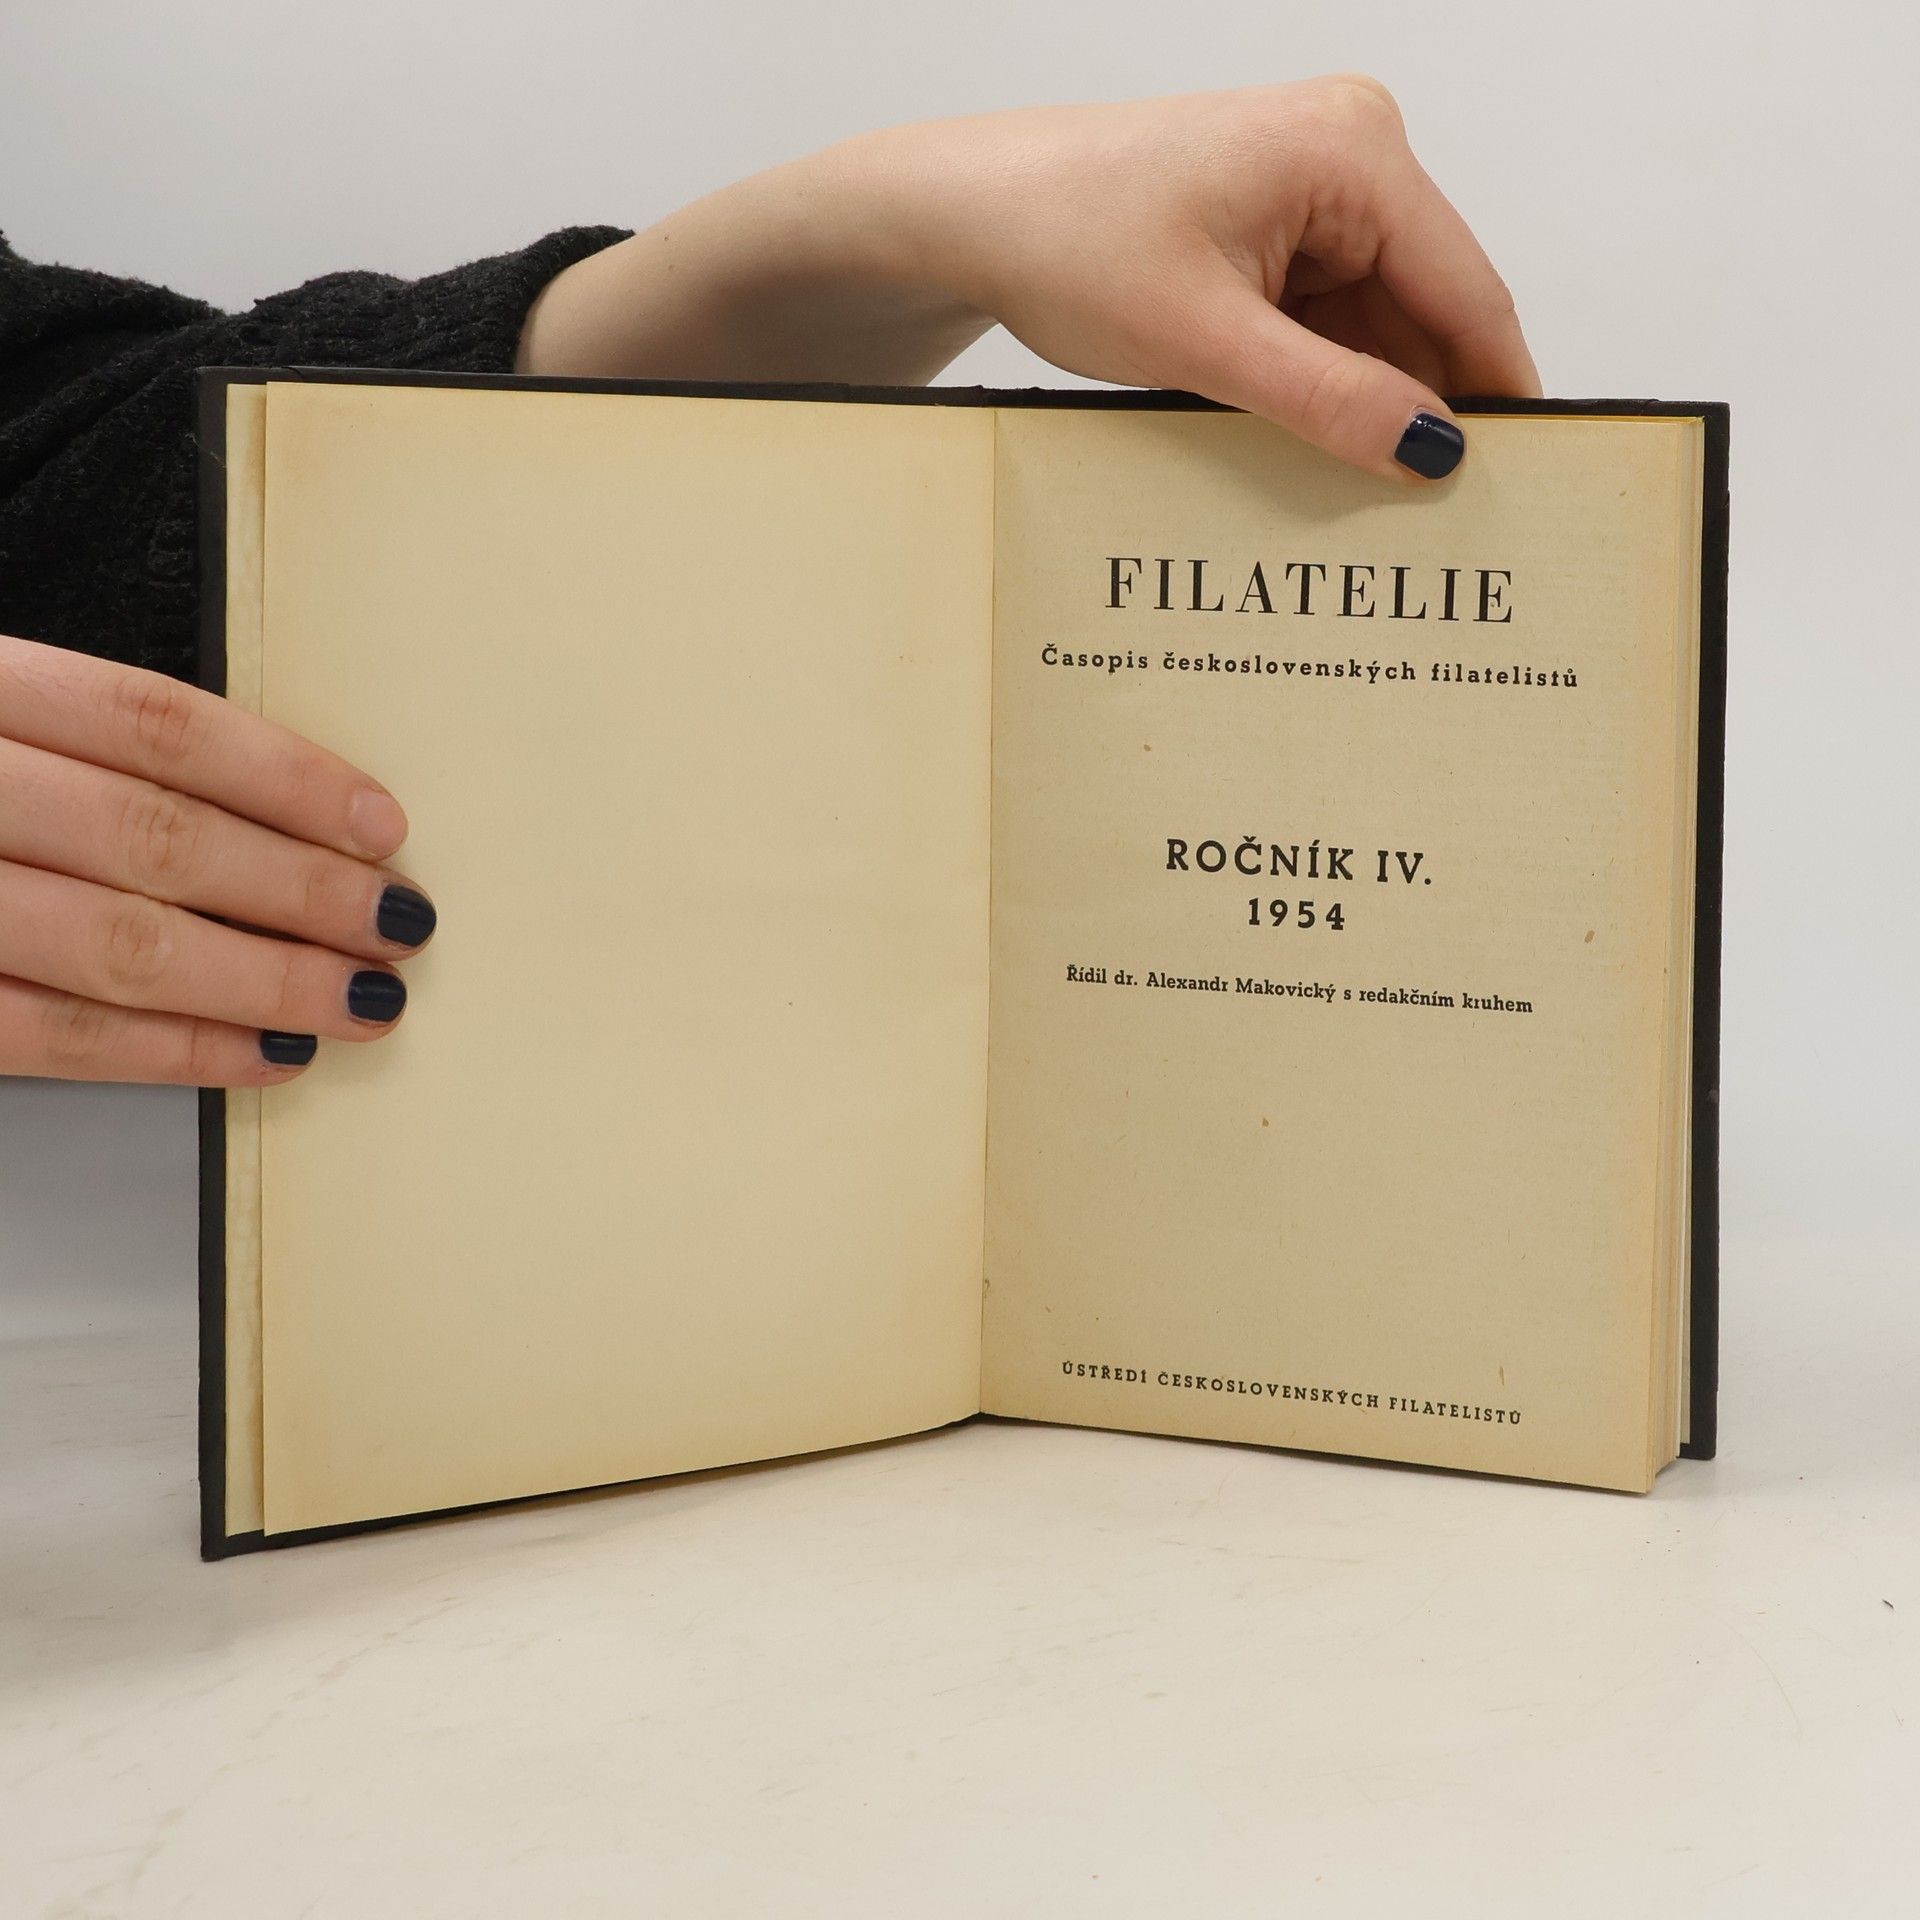 FILATELIE
Časopis československých filatelistů
ROČNÍK IV.
1954
Řídil dr. Alexandr Makovický s redakčním kruhem
ÚSTŘEDÍ ČESKOSLOVENSKÝCH FILATELISTŮ